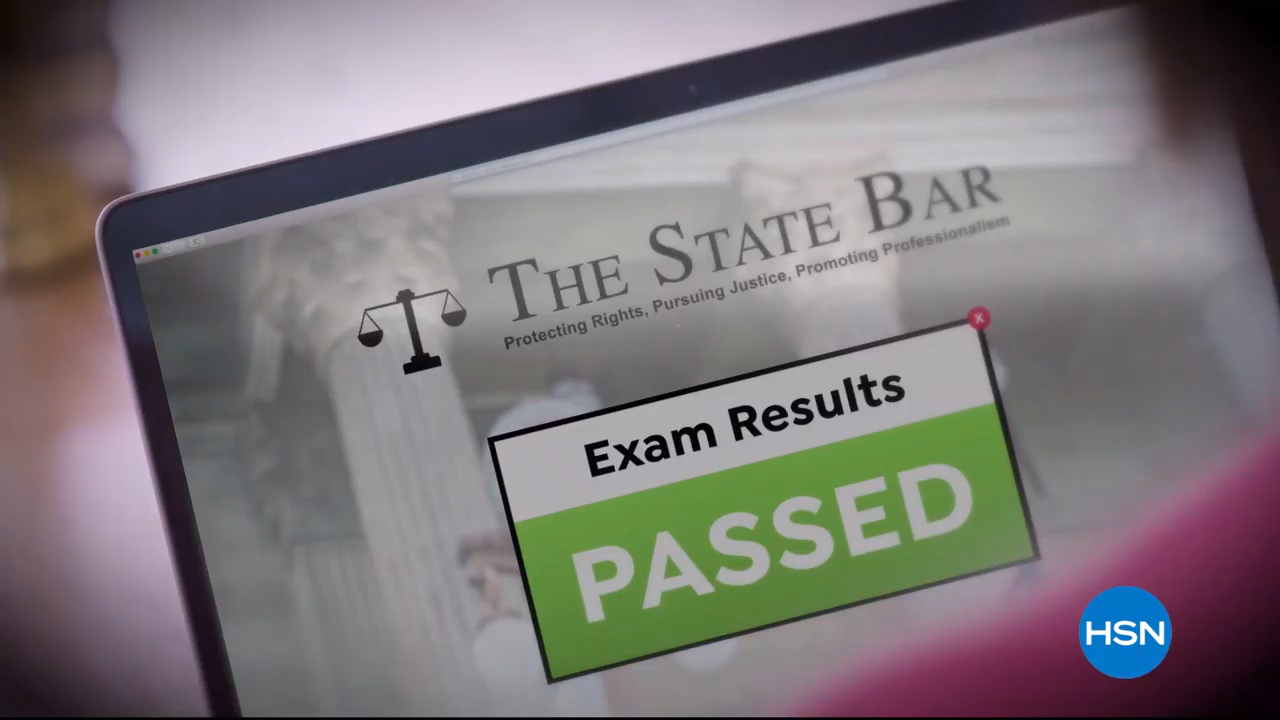 THE STATE BAR
Protecting Rights, Pursuing Justice, Promoting Professionalism
X
Exam Results
PASSED
HSN